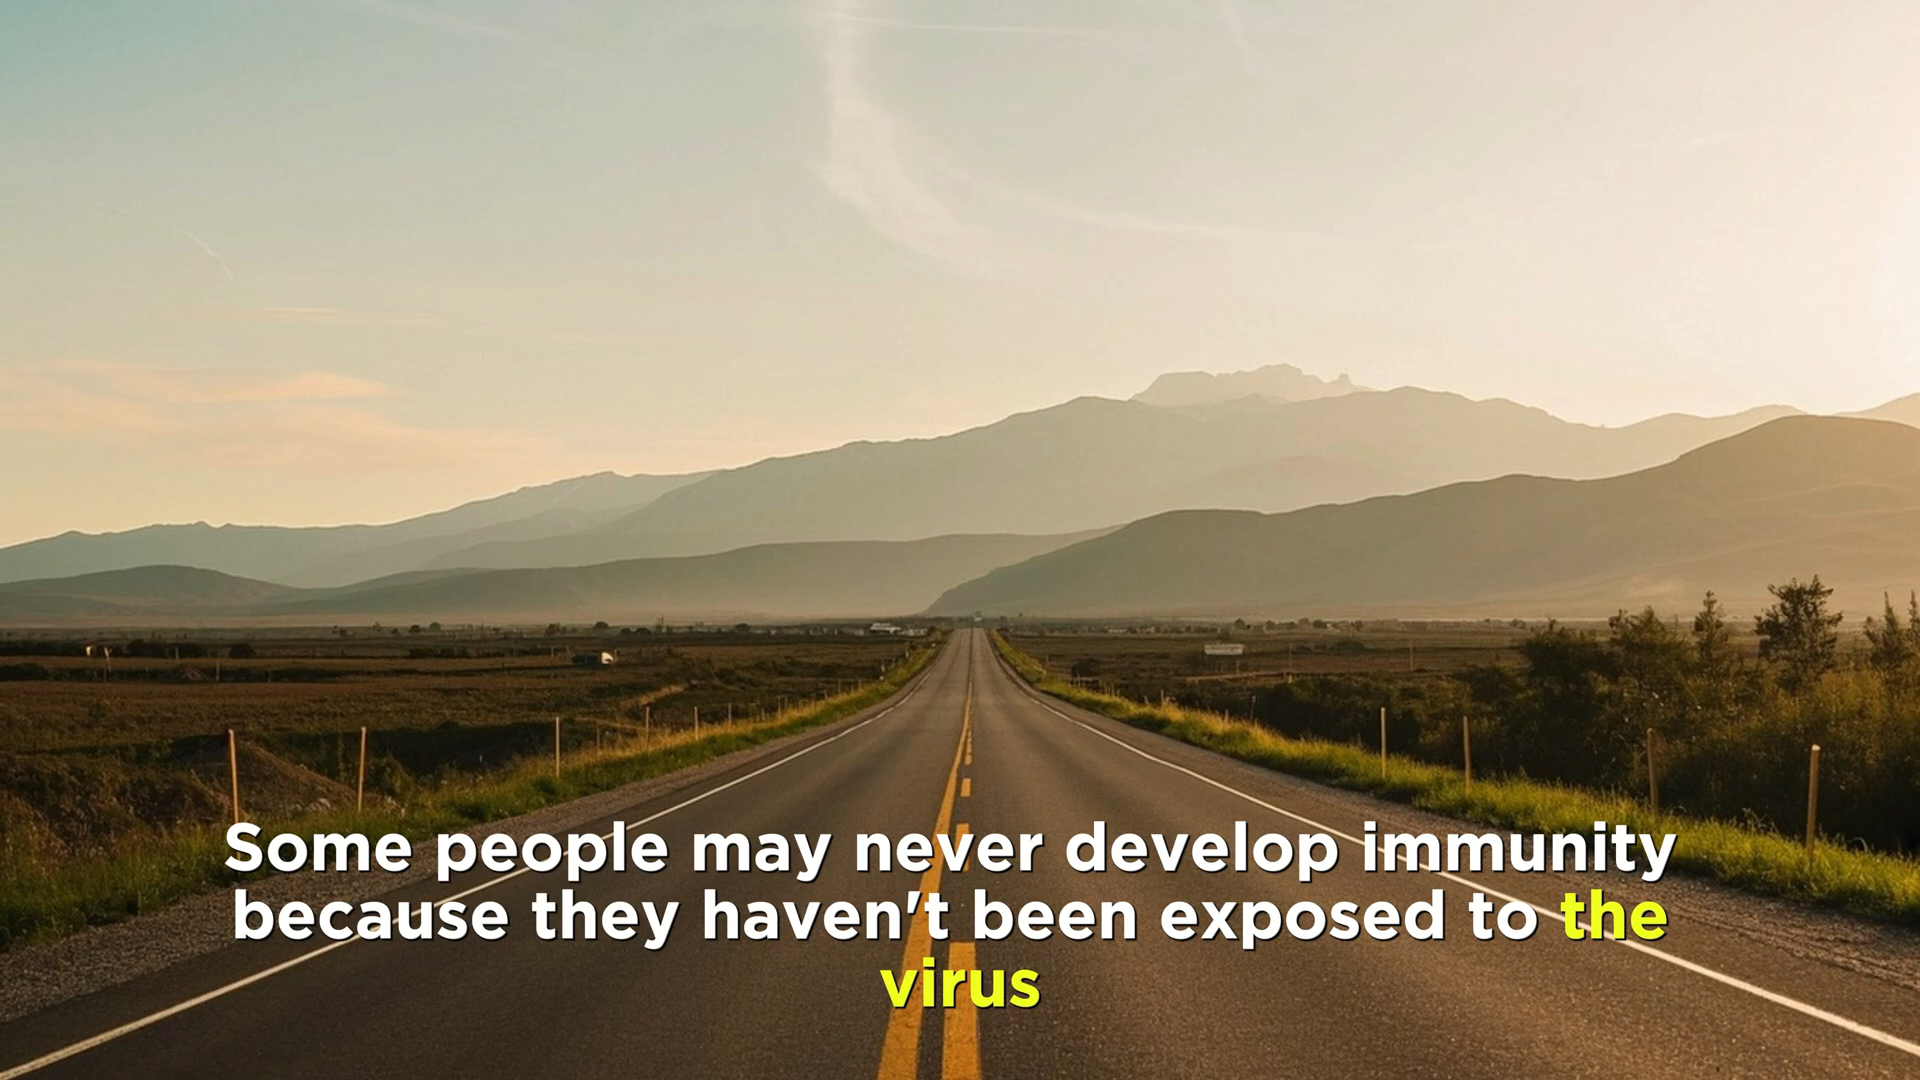 Some people may never develop immunity
because they haven't been exposed to the
virus